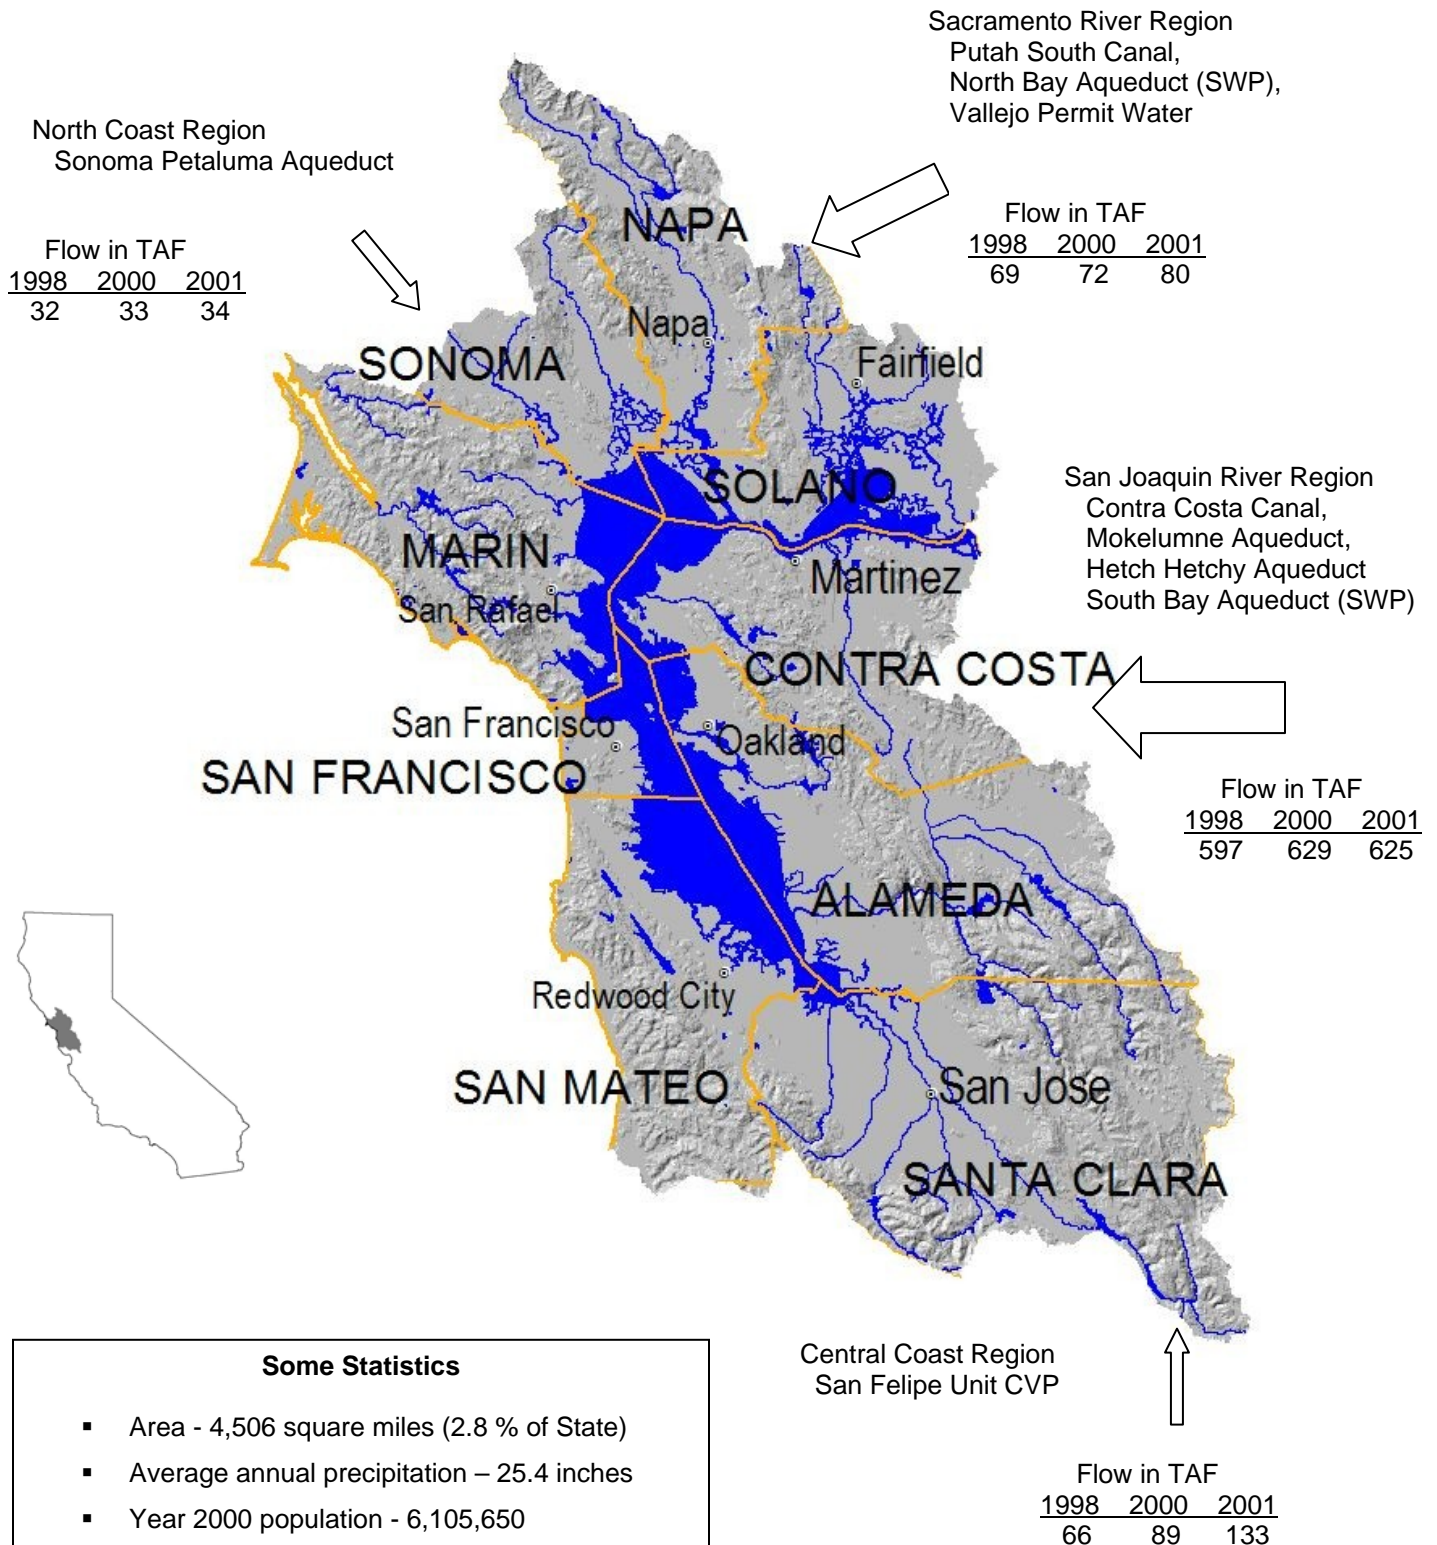 Sacramento River Region
Putah South Canal,
North Bay Aqueduct (SWP),
Vallejo Permit Water
North Coast Region
Sonoma Petaluma Aqueduct
Flow in TAF
1998 2000 2001
69 72 80
Flow in TAF
1998 2000 2001
32 33 34
NAPA
Napa
SONOMA
Fairfield
SOLANO
San Joaquin River Region
Contra Costa Canal,
Mokelumne Aqueduct,
Hetch Hetchy Aqueduct
South Bay Aqueduct (SWP)
MARIN
Martinez
San Rafael
CONTRA COSTA
San Francisco
Oakland
SAN FRANCISCO
Flow in TAF
1998 2000 2001
597 629 625
ALAMEDA
Redwood City
SAN MATEO
San Jose
SANTA CLARA
Central Coast Region
San Felipe Unit CVP
Flow in TAF
1998 2000 2001
66 89 133
Some Statistics
▪ Area - 4,506 square miles (2.8 % of State)
▪ Average annual precipitation – 25.4 inches
▪ Year 2000 population - 6,105,650